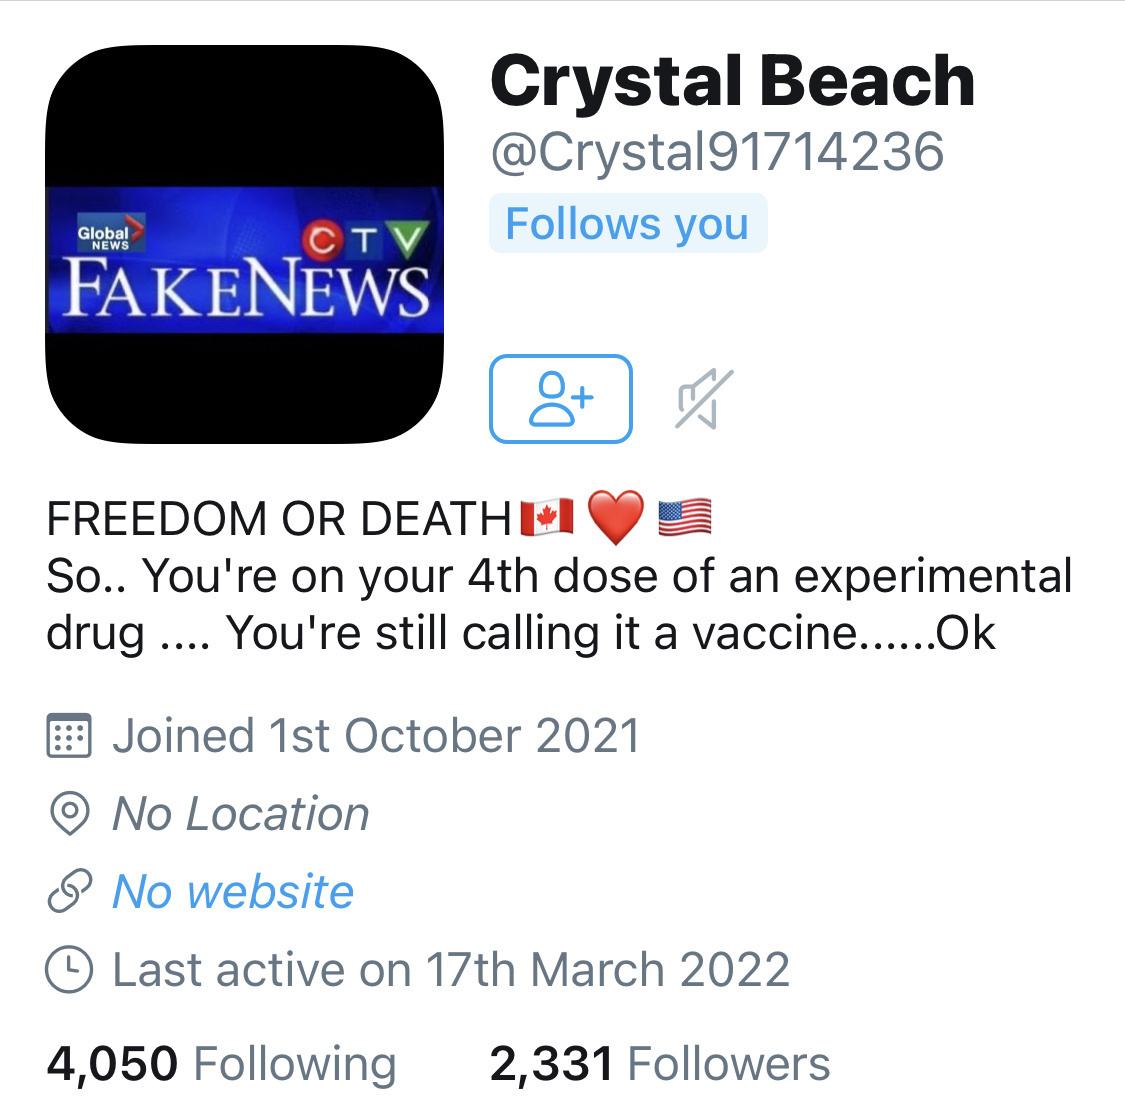 Crystal Beach
@Crystal91714236
Follows you
Global
NEWS
CTV
FAKENEWS
FREEDOM OR DEATH🇨🇦❤️🇺🇸
So.. You're on your 4th dose of an experimental
drug .... You're still calling it a vaccine......Ok
Joined 1st October 2021
No Location
No website
Last active on 17th March 2022
4,050 Following 2,331 Followers